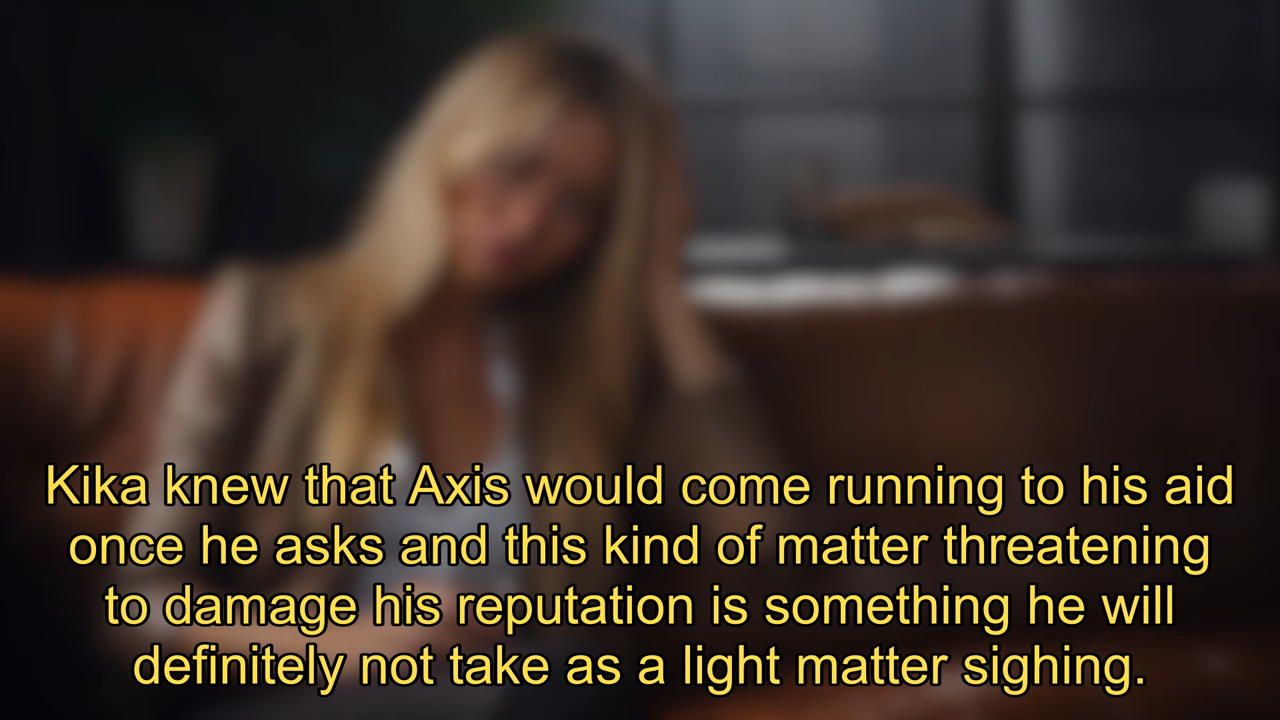 Kika knew that Axis would come running to his aid
once he asks and this kind of matter threatening
to damage his reputation is something he will
definitely not take as a light matter sighing.